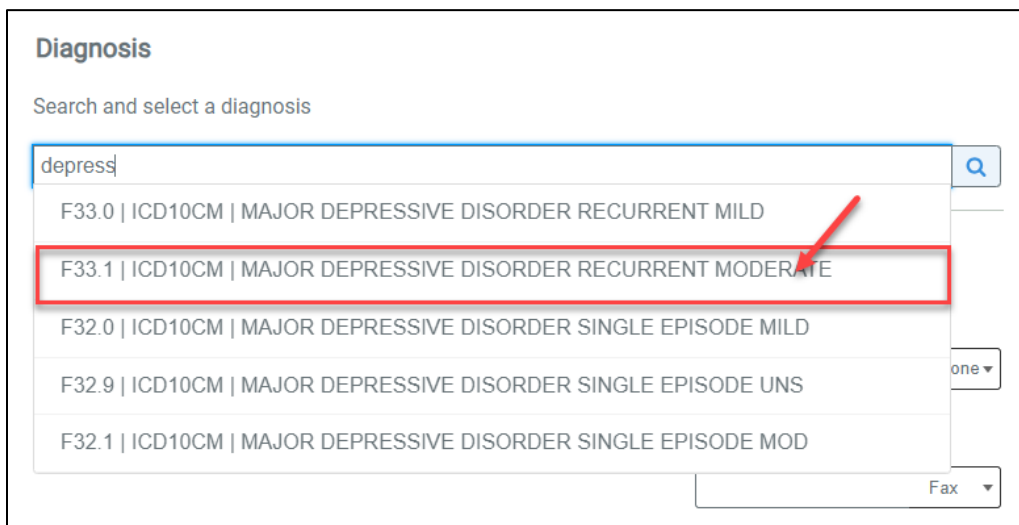 Diagnosis
Search and select a diagnosis
depress
F33.0 | ICD10CM | MAJOR DEPRESSIVE DISORDER RECURRENT MILD
F33.1 | ICD10CM | MAJOR DEPRESSIVE DISORDER RECURRENT MODERATE
F32.0 | ICD10CM | MAJOR DEPRESSIVE DISORDER SINGLE EPISODE MILD
F32.9 | ICD10CM | MAJOR DEPRESSIVE DISORDER SINGLE EPISODE UNS
one
F32.1 | ICD10CM | MAJOR DEPRESSIVE DISORDER SINGLE EPISODE MOD
Fax